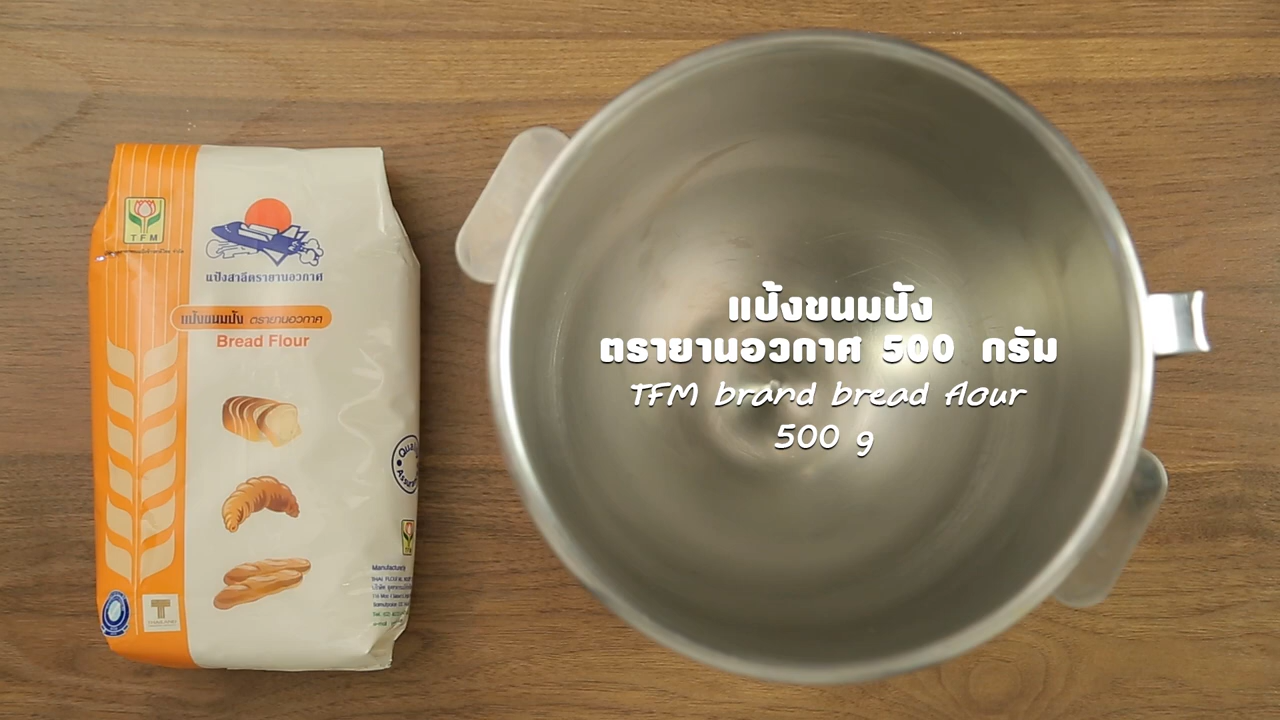 TFM
แป้งสาลีตรายานอวกาศ
แป้งขนมปัง ตรายานอวกาศ
Bread Flour
แป้งขนมปัง
ตรายานอวกาศ 500 กรัม
TFM brand bread flour
500 g